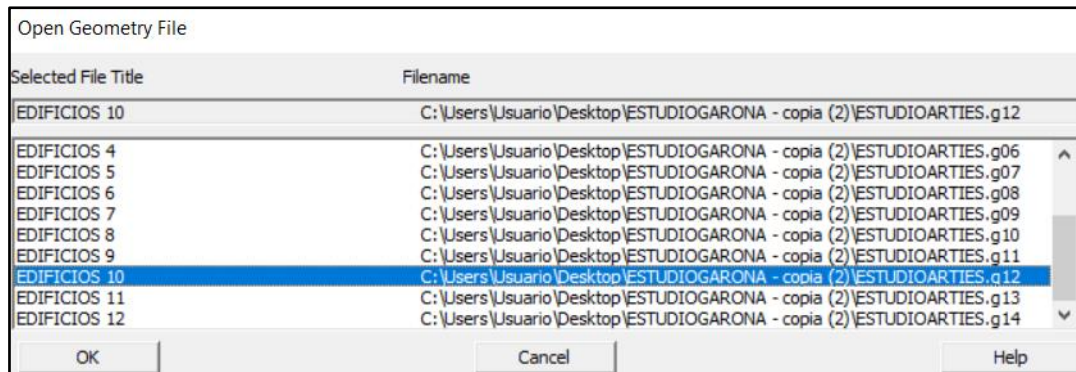 Open Geometry File
Selected File Title Filename
EDIFICIOS 10 C:\Users\Usuario\Desktop\ESTUDIOGARONA - copia (2)\ESTUDIOARTIES.g12
EDIFICIOS 4 C:\Users\Usuario\Desktop\ESTUDIOGARONA - copia (2)\ESTUDIOARTIES.g06
EDIFICIOS 5 C:\Users\Usuario\Desktop\ESTUDIOGARONA - copia (2)\ESTUDIOARTIES.g07
EDIFICIOS 6 C:\Users\Usuario\Desktop\ESTUDIOGARONA - copia (2)\ESTUDIOARTIES.g08
EDIFICIOS 7 C:\Users\Usuario\Desktop\ESTUDIOGARONA - copia (2)\ESTUDIOARTIES.g09
EDIFICIOS 8 C:\Users\Usuario\Desktop\ESTUDIOGARONA - copia (2)\ESTUDIOARTIES.g10
EDIFICIOS 9 C:\Users\Usuario\Desktop\ESTUDIOGARONA - copia (2)\ESTUDIOARTIES.g11
EDIFICIOS 10 C:\Users\Usuario\Desktop\ESTUDIOGARONA - copia (2)\ESTUDIOARTIES.g12
EDIFICIOS 11 C:\Users\Usuario\Desktop\ESTUDIOGARONA - copia (2)\ESTUDIOARTIES.g13
EDIFICIOS 12 C:\Users\Usuario\Desktop\ESTUDIOGARONA - copia (2)\ESTUDIOARTIES.g14
OK Cancel Help